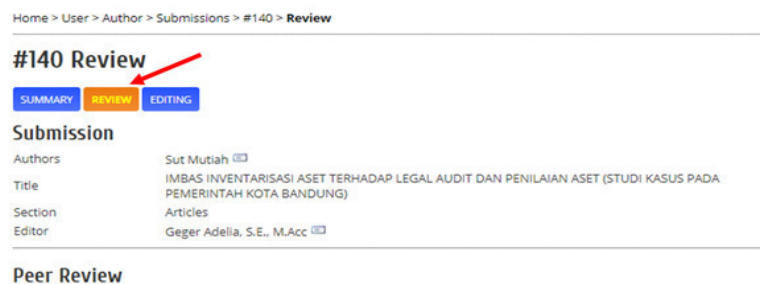 Home > User > Author > Submissions > #140 > Review
#140 Review
SUMMARY REVIEW EDITING
Submission
Authors Sut Mutiah
Title IMBAS INVENTARISASI ASET TERHADAP LEGAL AUDIT DAN PENILAIAN ASET (STUDI KASUS PADA
PEMERINTAH KOTA BANDUNG)
Section Articles
Editor Geger Adelia, S.E., M.Acc
Peer Review